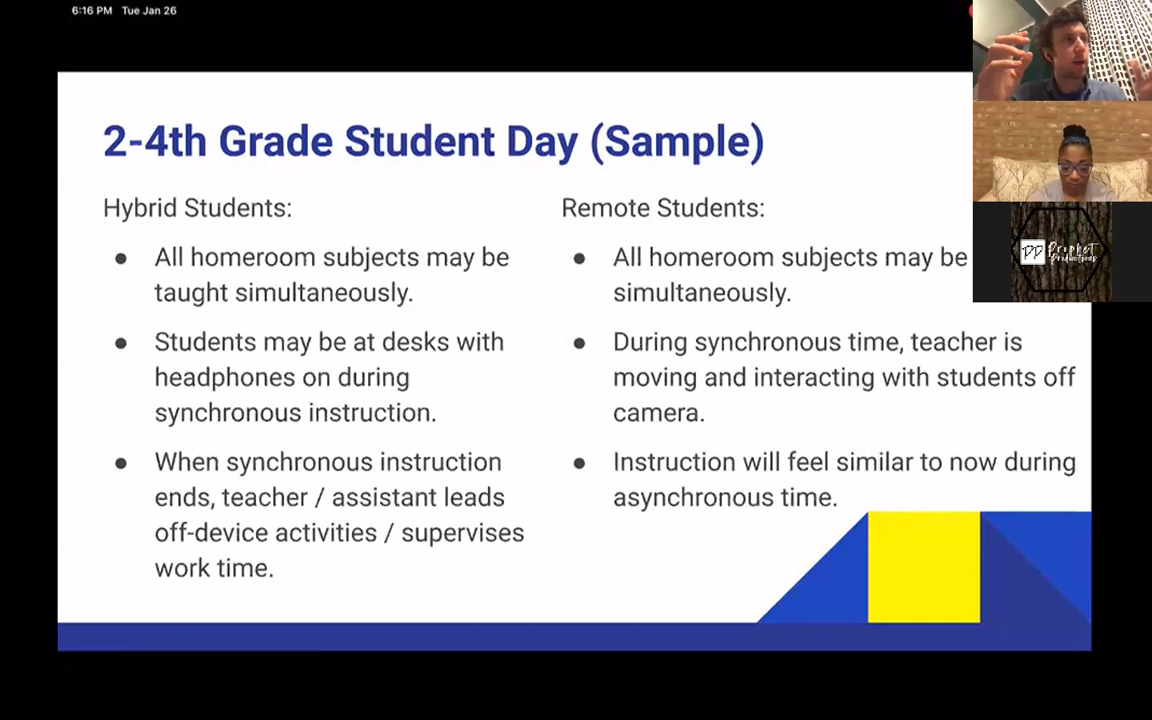 6:16 PM Tue Jan 26
2-4th Grade Student Day (Sample)
Hybrid Students:
● All homeroom subjects may be
taught simultaneously.
● Students may be at desks with
headphones on during
synchronous instruction.
● When synchronous instruction
ends, teacher / assistant leads
off-device activities / supervises
work time.
Remote Students:
● All homeroom subjects may be
simultaneously.
● During synchronous time, teacher is
moving and interacting with students off
camera.
● Instruction will feel similar to now during
asynchronous time.
Prophet
Productions